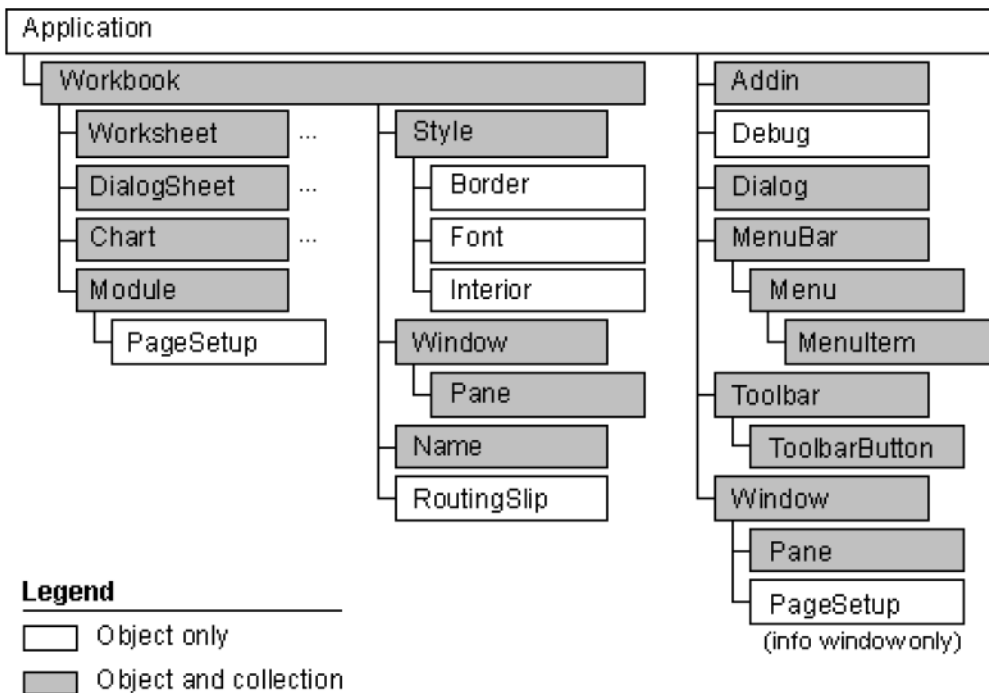 Application
Workbook
Worksheet ...
DialogSheet ...
Chart ...
Module
PageSetup
Style
Border
Font
Interior
Window
Pane
Name
RoutingSlip
Addin
Debug
Dialog
MenuBar
Menu
MenuItem
Toolbar
ToolbarButton
Window
Pane
PageSetup
(info window only)
Legend
Object only
Object and collection